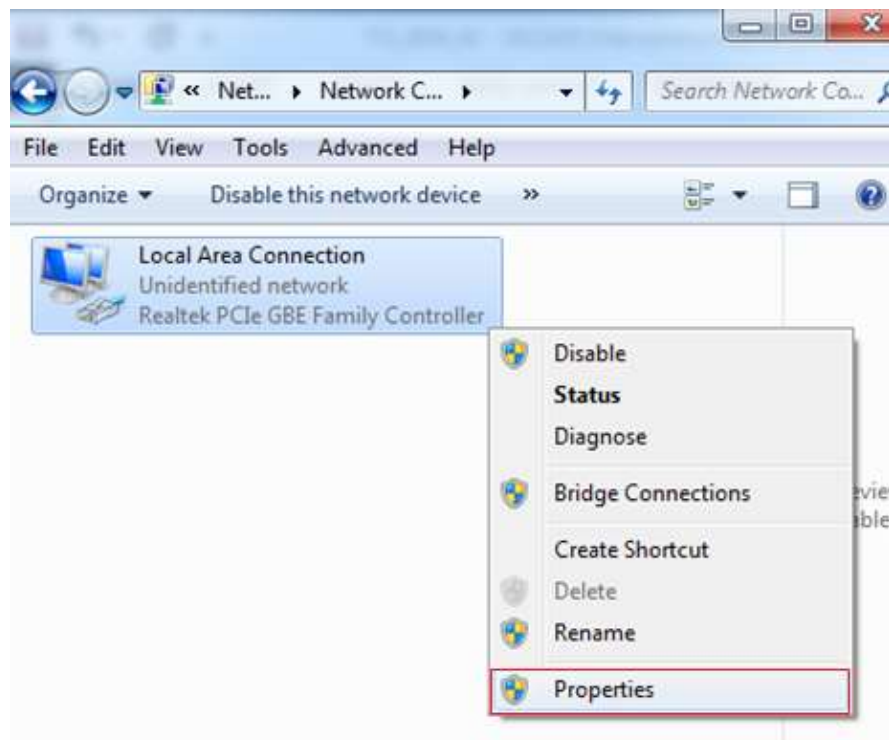 « Net... Network C... Search Network Co...
File Edit View Tools Advanced Help
Organize Disable this network device »
Local Area Connection
Unidentified network
Realtek PCIe GBE Family Controller
Disable
Status
Diagnose
Bridge Connections
Create Shortcut
Delete
Rename
Properties